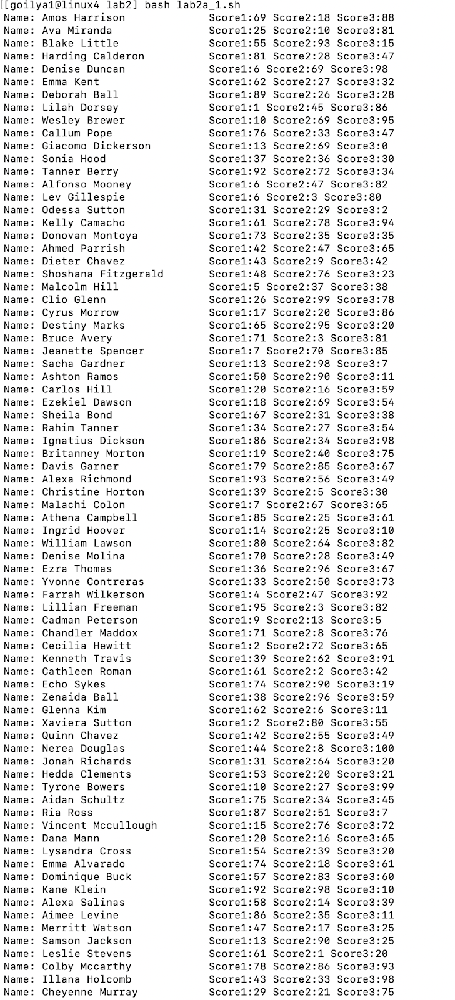 [[goilya1@linux4 lab2] bash lab2a_1.sh
Name: Amos Harrison Score1:69 Score2:18 Score3:88
Name: Ava Miranda Score1:25 Score2:10 Score3:81
Name: Blake Little Score1:55 Score2:93 Score3:15
Name: Harding Calderon Score1:81 Score2:28 Score3:47
Name: Denise Duncan Score1:6 Score2:69 Score3:98
Name: Emma Kent Score1:62 Score2:27 Score3:32
Name: Deborah Ball Score1:89 Score2:26 Score3:28
Name: Lilah Dorsey Score1:1 Score2:45 Score3:86
Name: Wesley Brewer Score1:10 Score2:69 Score3:95
Name: Callum Pope Score1:76 Score2:33 Score3:47
Name: Giacomo Dickerson Score1:13 Score2:69 Score3:0
Name: Sonia Hood Score1:37 Score2:36 Score3:30
Name: Tanner Berry Score1:92 Score2:72 Score3:34
Name: Alfonso Mooney Score1:6 Score2:47 Score3:82
Name: Lev Gillespie Score1:6 Score2:3 Score3:80
Name: Odessa Sutton Score1:31 Score2:29 Score3:2
Name: Kelly Camacho Score1:61 Score2:78 Score3:94
Name: Donovan Montoya Score1:73 Score2:35 Score3:35
Name: Ahmed Parrish Score1:42 Score2:47 Score3:65
Name: Dieter Chavez Score1:43 Score2:9 Score3:42
Name: Shoshana Fitzgerald Score1:48 Score2:76 Score3:23
Name: Malcolm Hill Score1:5 Score2:37 Score3:38
Name: Clio Glenn Score1:26 Score2:99 Score3:78
Name: Cyrus Morrow Score1:17 Score2:20 Score3:86
Name: Destiny Marks Score1:65 Score2:95 Score3:20
Name: Bruce Avery Score1:71 Score2:3 Score3:81
Name: Jeanette Spencer Score1:7 Score2:70 Score3:85
Name: Sacha Gardner Score1:13 Score2:98 Score3:7
Name: Ashton Ramos Score1:50 Score2:90 Score3:11
Name: Carlos Hill Score1:20 Score2:16 Score3:59
Name: Ezekiel Dawson Score1:18 Score2:69 Score3:54
Name: Sheila Bond Score1:67 Score2:31 Score3:38
Name: Rahim Tanner Score1:34 Score2:27 Score3:54
Name: Ignatius Dickson Score1:86 Score2:34 Score3:98
Name: Britanney Morton Score1:19 Score2:40 Score3:75
Name: Davis Garner Score1:79 Score2:85 Score3:67
Name: Alexa Richmond Score1:93 Score2:56 Score3:49
Name: Christine Horton Score1:39 Score2:5 Score3:30
Name: Malachi Colon Score1:7 Score2:67 Score3:65
Name: Athena Campbell Score1:85 Score2:25 Score3:61
Name: Ingrid Hoover Score1:14 Score2:25 Score3:10
Name: William Lawson Score1:80 Score2:64 Score3:82
Name: Denise Molina Score1:70 Score2:28 Score3:49
Name: Ezra Thomas Score1:36 Score2:96 Score3:67
Name: Yvonne Contreras Score1:33 Score2:50 Score3:73
Name: Farrah Wilkerson Score1:4 Score2:47 Score3:92
Name: Lillian Freeman Score1:95 Score2:3 Score3:82
Name: Cadman Peterson Score1:9 Score2:13 Score3:5
Name: Chandler Maddox Score1:71 Score2:8 Score3:76
Name: Cecilia Hewitt Score1:2 Score2:72 Score3:65
Name: Kenneth Travis Score1:39 Score2:62 Score3:91
Name: Cathleen Roman Score1:61 Score2:2 Score3:42
Name: Echo Sykes Score1:74 Score2:90 Score3:19
Name: Zenaida Ball Score1:38 Score2:96 Score3:59
Name: Glenna Kim Score1:62 Score2:6 Score3:11
Name: Xaviera Sutton Score1:2 Score2:80 Score3:55
Name: Quinn Chavez Score1:42 Score2:55 Score3:49
Name: Nerea Douglas Score1:44 Score2:8 Score3:100
Name: Jonah Richards Score1:31 Score2:64 Score3:20
Name: Hedda Clements Score1:53 Score2:20 Score3:21
Name: Tyrone Bowers Score1:10 Score2:27 Score3:99
Name: Aidan Schultz Score1:75 Score2:34 Score3:45
Name: Ria Ross Score1:87 Score2:51 Score3:7
Name: Vincent Mccullough Score1:15 Score2:76 Score3:72
Name: Dana Mann Score1:20 Score2:16 Score3:65
Name: Lysandra Cross Score1:54 Score2:39 Score3:20
Name: Emma Alvarado Score1:74 Score2:18 Score3:61
Name: Dominique Buck Score1:57 Score2:83 Score3:60
Name: Kane Klein Score1:92 Score2:98 Score3:10
Name: Alexa Salinas Score1:58 Score2:14 Score3:39
Name: Aimee Levine Score1:86 Score2:35 Score3:11
Name: Merritt Watson Score1:47 Score2:17 Score3:25
Name: Samson Jackson Score1:13 Score2:90 Score3:25
Name: Leslie Stevens Score1:61 Score2:1 Score3:20
Name: Colby Mccarthy Score1:78 Score2:86 Score3:93
Name: Illana Holcomb Score1:43 Score2:33 Score3:98
Name: Cheyenne Murray Score1:29 Score2:21 Score3:75